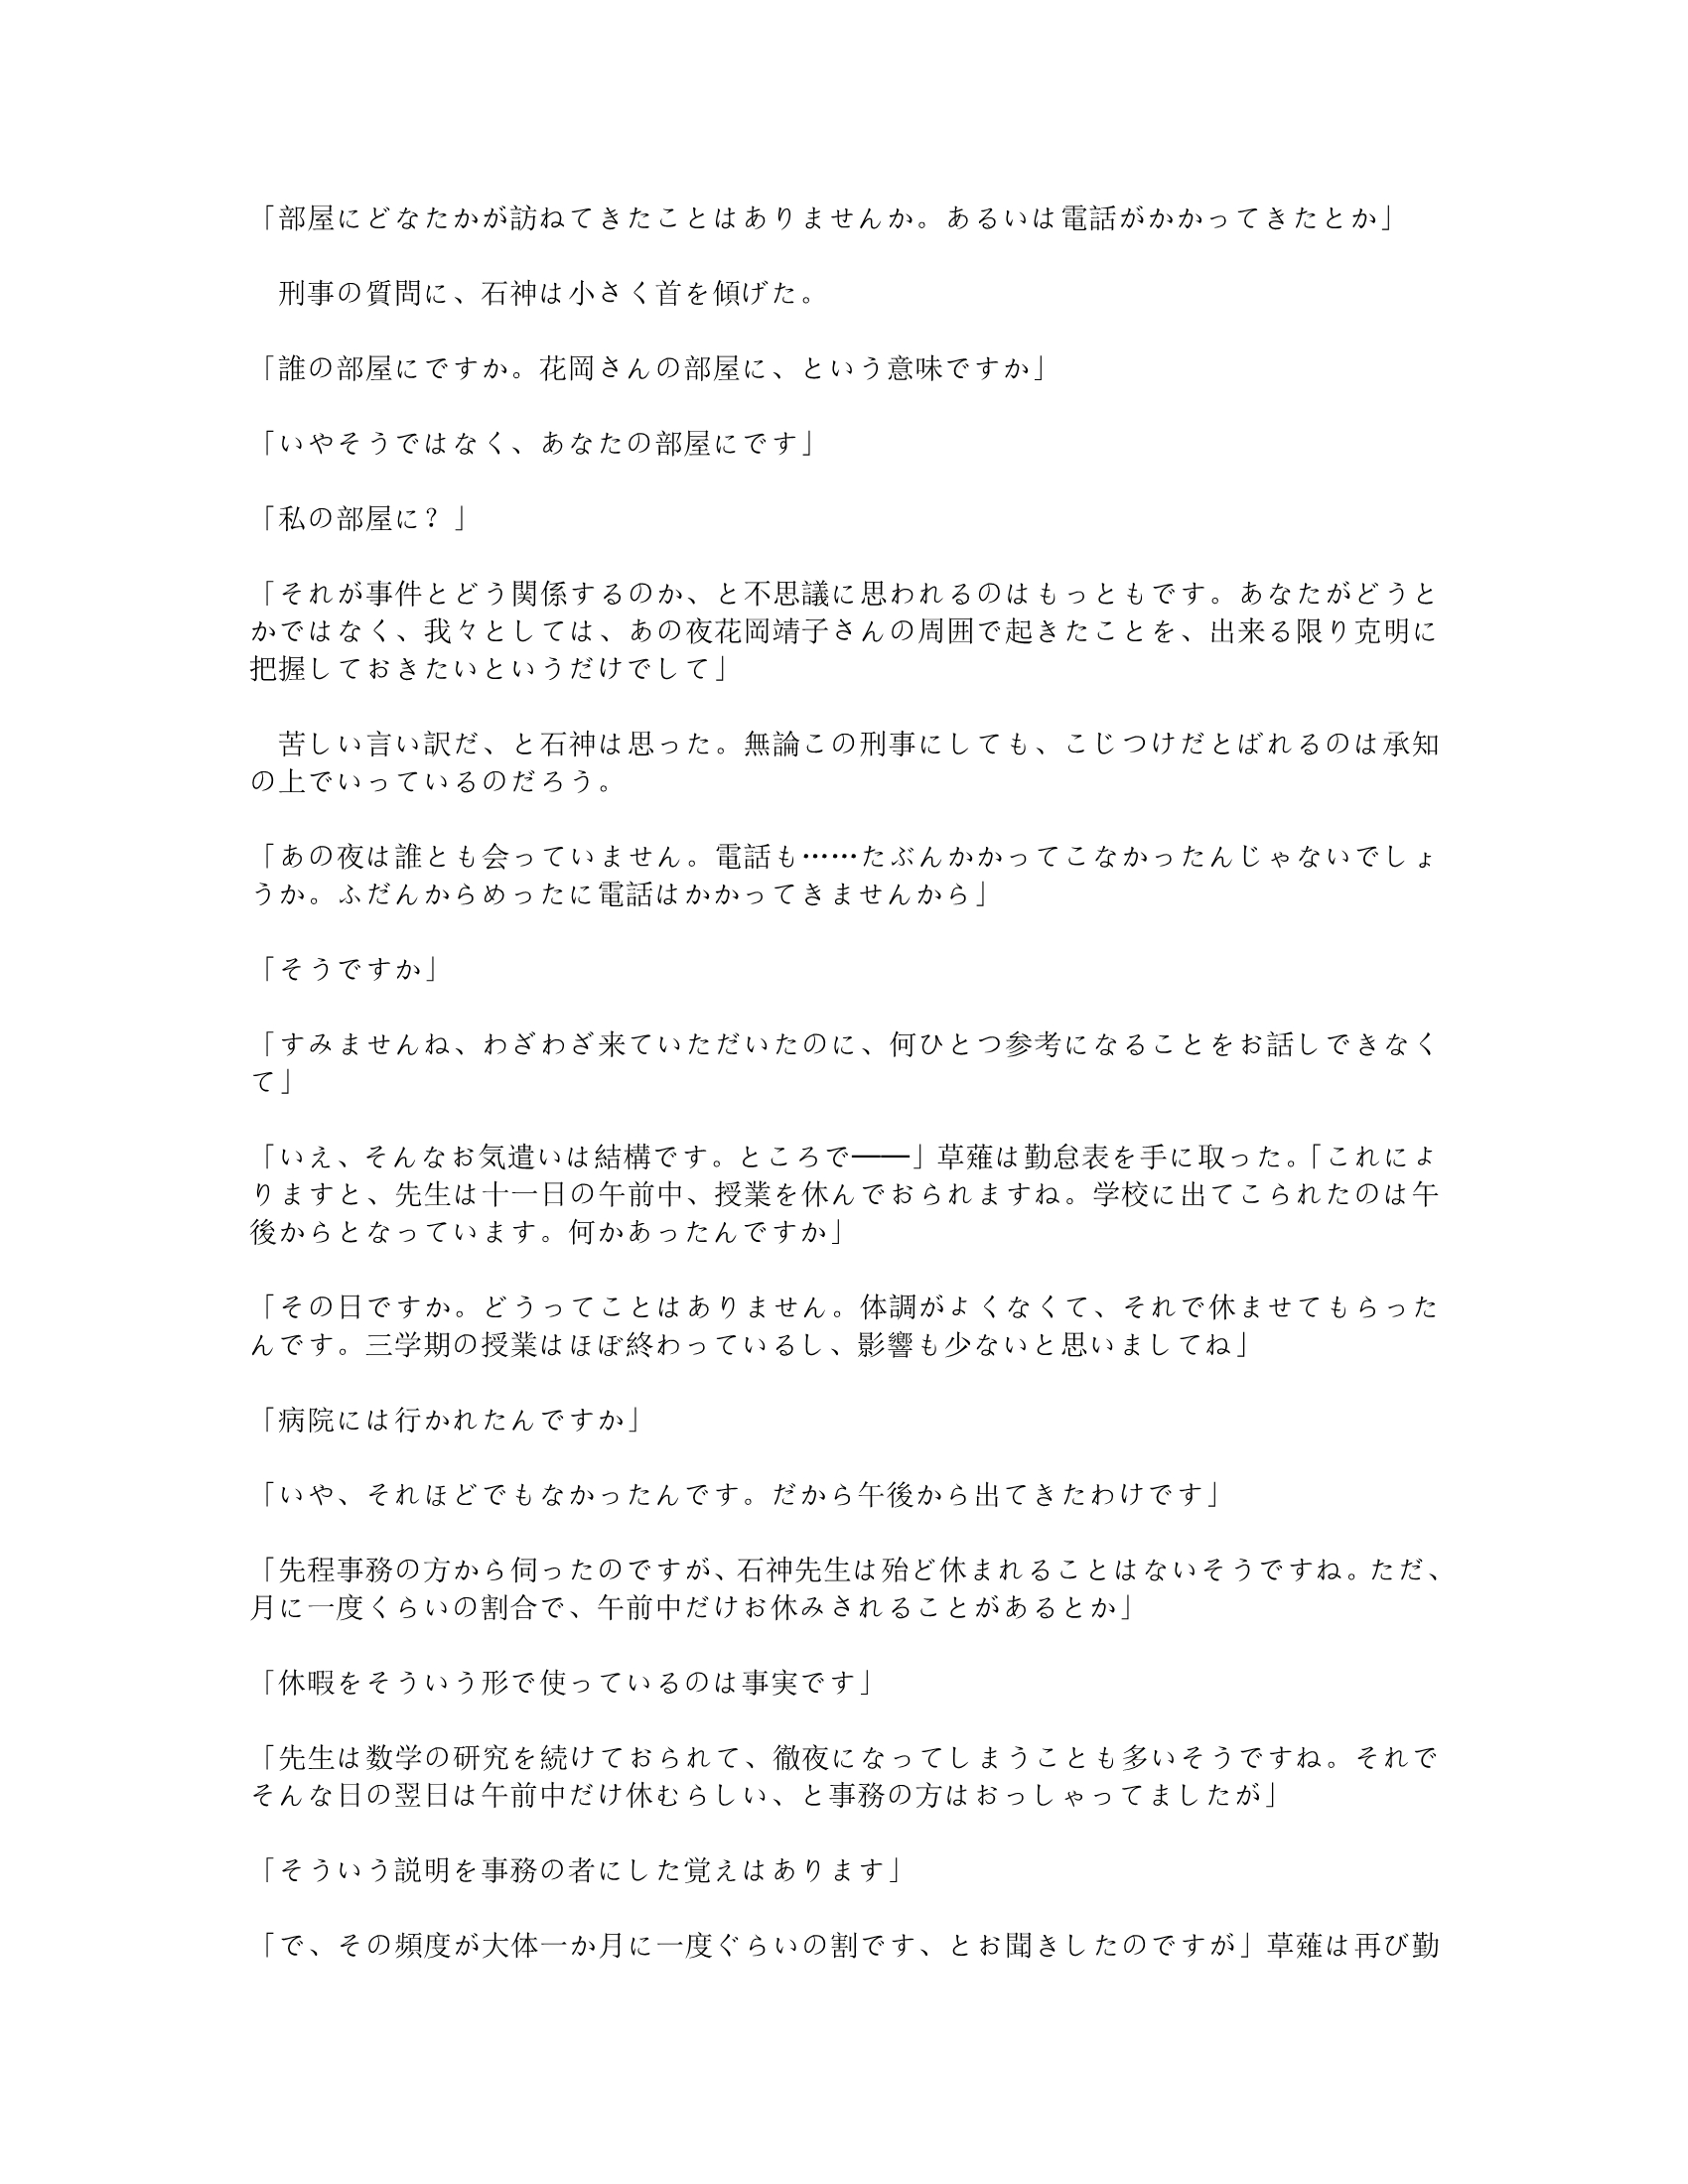 「部屋にどなたかが訪ねてきたことはありませんか。あるいは電話がかかってきたとか」
　刑事の質問に、石神は小さく首を傾げた。
「誰の部屋にですか。花岡さんの部屋に、という意味ですか」
「いやそうではなく、あなたの部屋にです」
「私の部屋に？」
「それが事件とどう関係するのか、と不思議に思われるのはもっともです。あなたがどうと
かではなく、我々としては、あの夜花岡靖子さんの周囲で起きたことを、出来る限り克明に
把握しておきたいというだけでして」
　苦しい言い訳だ、と石神は思った。無論この刑事にしても、こじつけだとばれるのは承知
の上でいっているのだろう。
「あの夜は誰とも会っていません。電話も……たぶんかかってこなかったんじゃないでしょ
うか。ふだんからめったに電話はかかってきませんから」
「そうですか」
「すみませんね、わざわざ来ていただいたのに、何ひとつ参考になることをお話しできなく
て」
「いえ、そんなお気遣いは結構です。ところで――」草薙は勤怠表を手に取った。「これによ
りますと、先生は十一日の午前中、授業を休んでおられますね。学校に出てこられたのは午
後からとなっています。何かあったんですか」
「その日ですか。どうってことはありません。体調がよくなくて、それで休ませてもらった
んです。三学期の授業はほぼ終わっているし、影響も少ないと思いましてね」
「病院には行かれたんですか」
「いや、それほどでもなかったんです。だから午後から出てきたわけです」
「先程事務の方から伺ったのですが、石神先生は殆ど休まれることはないそうですね。ただ、
月に一度くらいの割合で、午前中だけお休みされることがあるとか」
「休暇をそういう形で使っているのは事実です」
「先生は数学の研究を続けておられて、徹夜になってしまうことも多いそうですね。それで
そんな日の翌日は午前中だけ休むらしい、と事務の方はおっしゃってましたが」
「そういう説明を事務の者にした覚えはあります」
「で、その頻度が大体一か月に一度ぐらいの割です、とお聞きしたのですが」草薙は再び勤